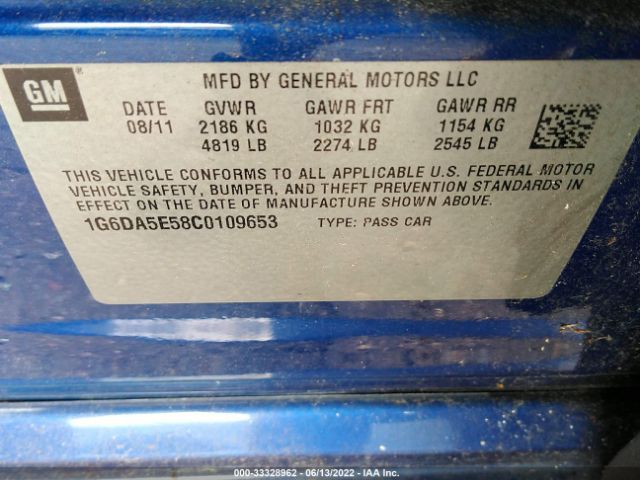 GM ®
MFD BY GENERAL MOTORS LLC
DATE GVWR GAWR FRT GAWR RR
08/11 2186 KG 1032 KG 1154 KG
4819 LB 2274 LB 2545 LB
THIS VEHICLE CONFORMS TO ALL APPLICABLE U.S. FEDERAL MOTOR
VEHICLE SAFETY, BUMPER, AND THEFT PREVENTION STANDARDS IN
EFFECT ON THE DATE OF MANUFACTURE SHOWN ABOVE.
1G6DA5E58C0109653 TYPE: PASS CAR
000-33328962 - 06/13/2022 - IAA Inc.